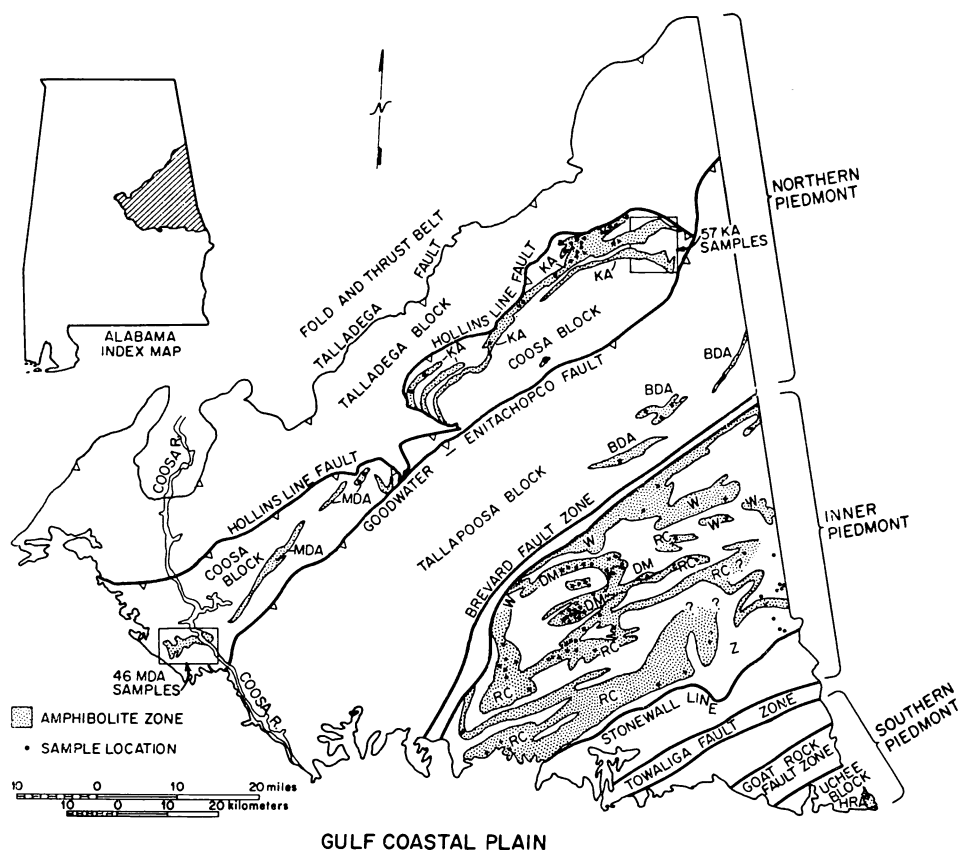 N
ALABAMA
INDEX MAP
NORTHERN
PIEDMONT
57 KA
SAMPLES
FOLD AND THRUST BELT
TALLADEGA FAULT
TALLADEGA BLOCK
HOLLINS LINE FAULT
KA
KA
KA
KA
COOSA BLOCK
GOODWATER - ENITACHOPCO FAULT
BDA
BDA
BDA
COOSA R.
HOLLINS LINE FAULT
MDA
COOSA
BLOCK
MDA
TALLAPOOSA BLOCK
BREVARD FAULT ZONE
INNER
PIEDMONT
W
W
W
W
RC
DM
DM
RC
RC ?
DM
? ?
RC
Z
RC
RC
RC
46 MDA
SAMPLES
COOSA R.
STONEWALL LINE
TOWALIGA FAULT ZONE
GOAT ROCK
FAULT ZONE
UCHEE
BLOCK
HRA
SOUTHERN
PIEDMONT
AMPHIBOLITE ZONE
• SAMPLE LOCATION
10 0 10 20 miles
10 0 10 20 kilometers
GULF COASTAL PLAIN